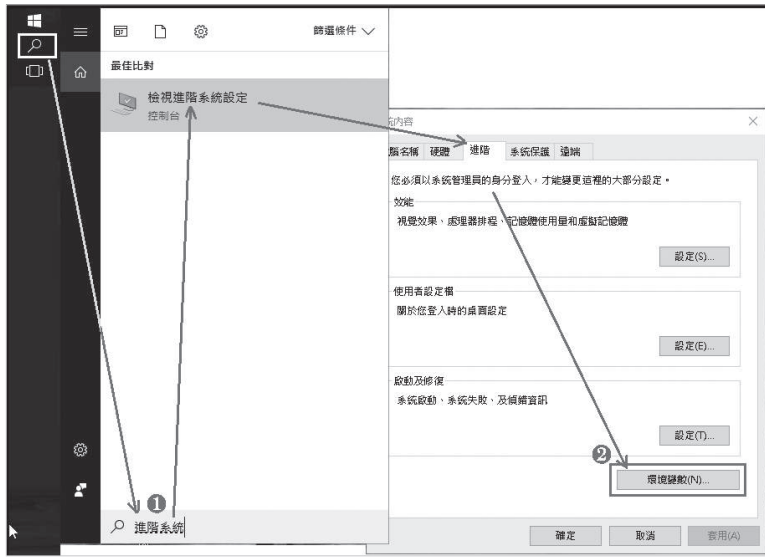 篩選條件
最佳比對
檢視進階系統設定
控制台
❶
進階系統
內容
腦名稱
硬體
進階
系統保護
遠端
您必須以系統管理員的身分登入，才能變更這裡的大部分設定。
效能
視覺效果、處理器排程、記憶體使用量和虛擬記憶體
設定(S)...
使用者設定檔
關於您登入時的桌面設定
設定(E)...
啟動及修復
系統啟動、系統失敗、及偵錯資訊
設定(T)...
❷
環境變數(N)...
確定
取消
套用(A)